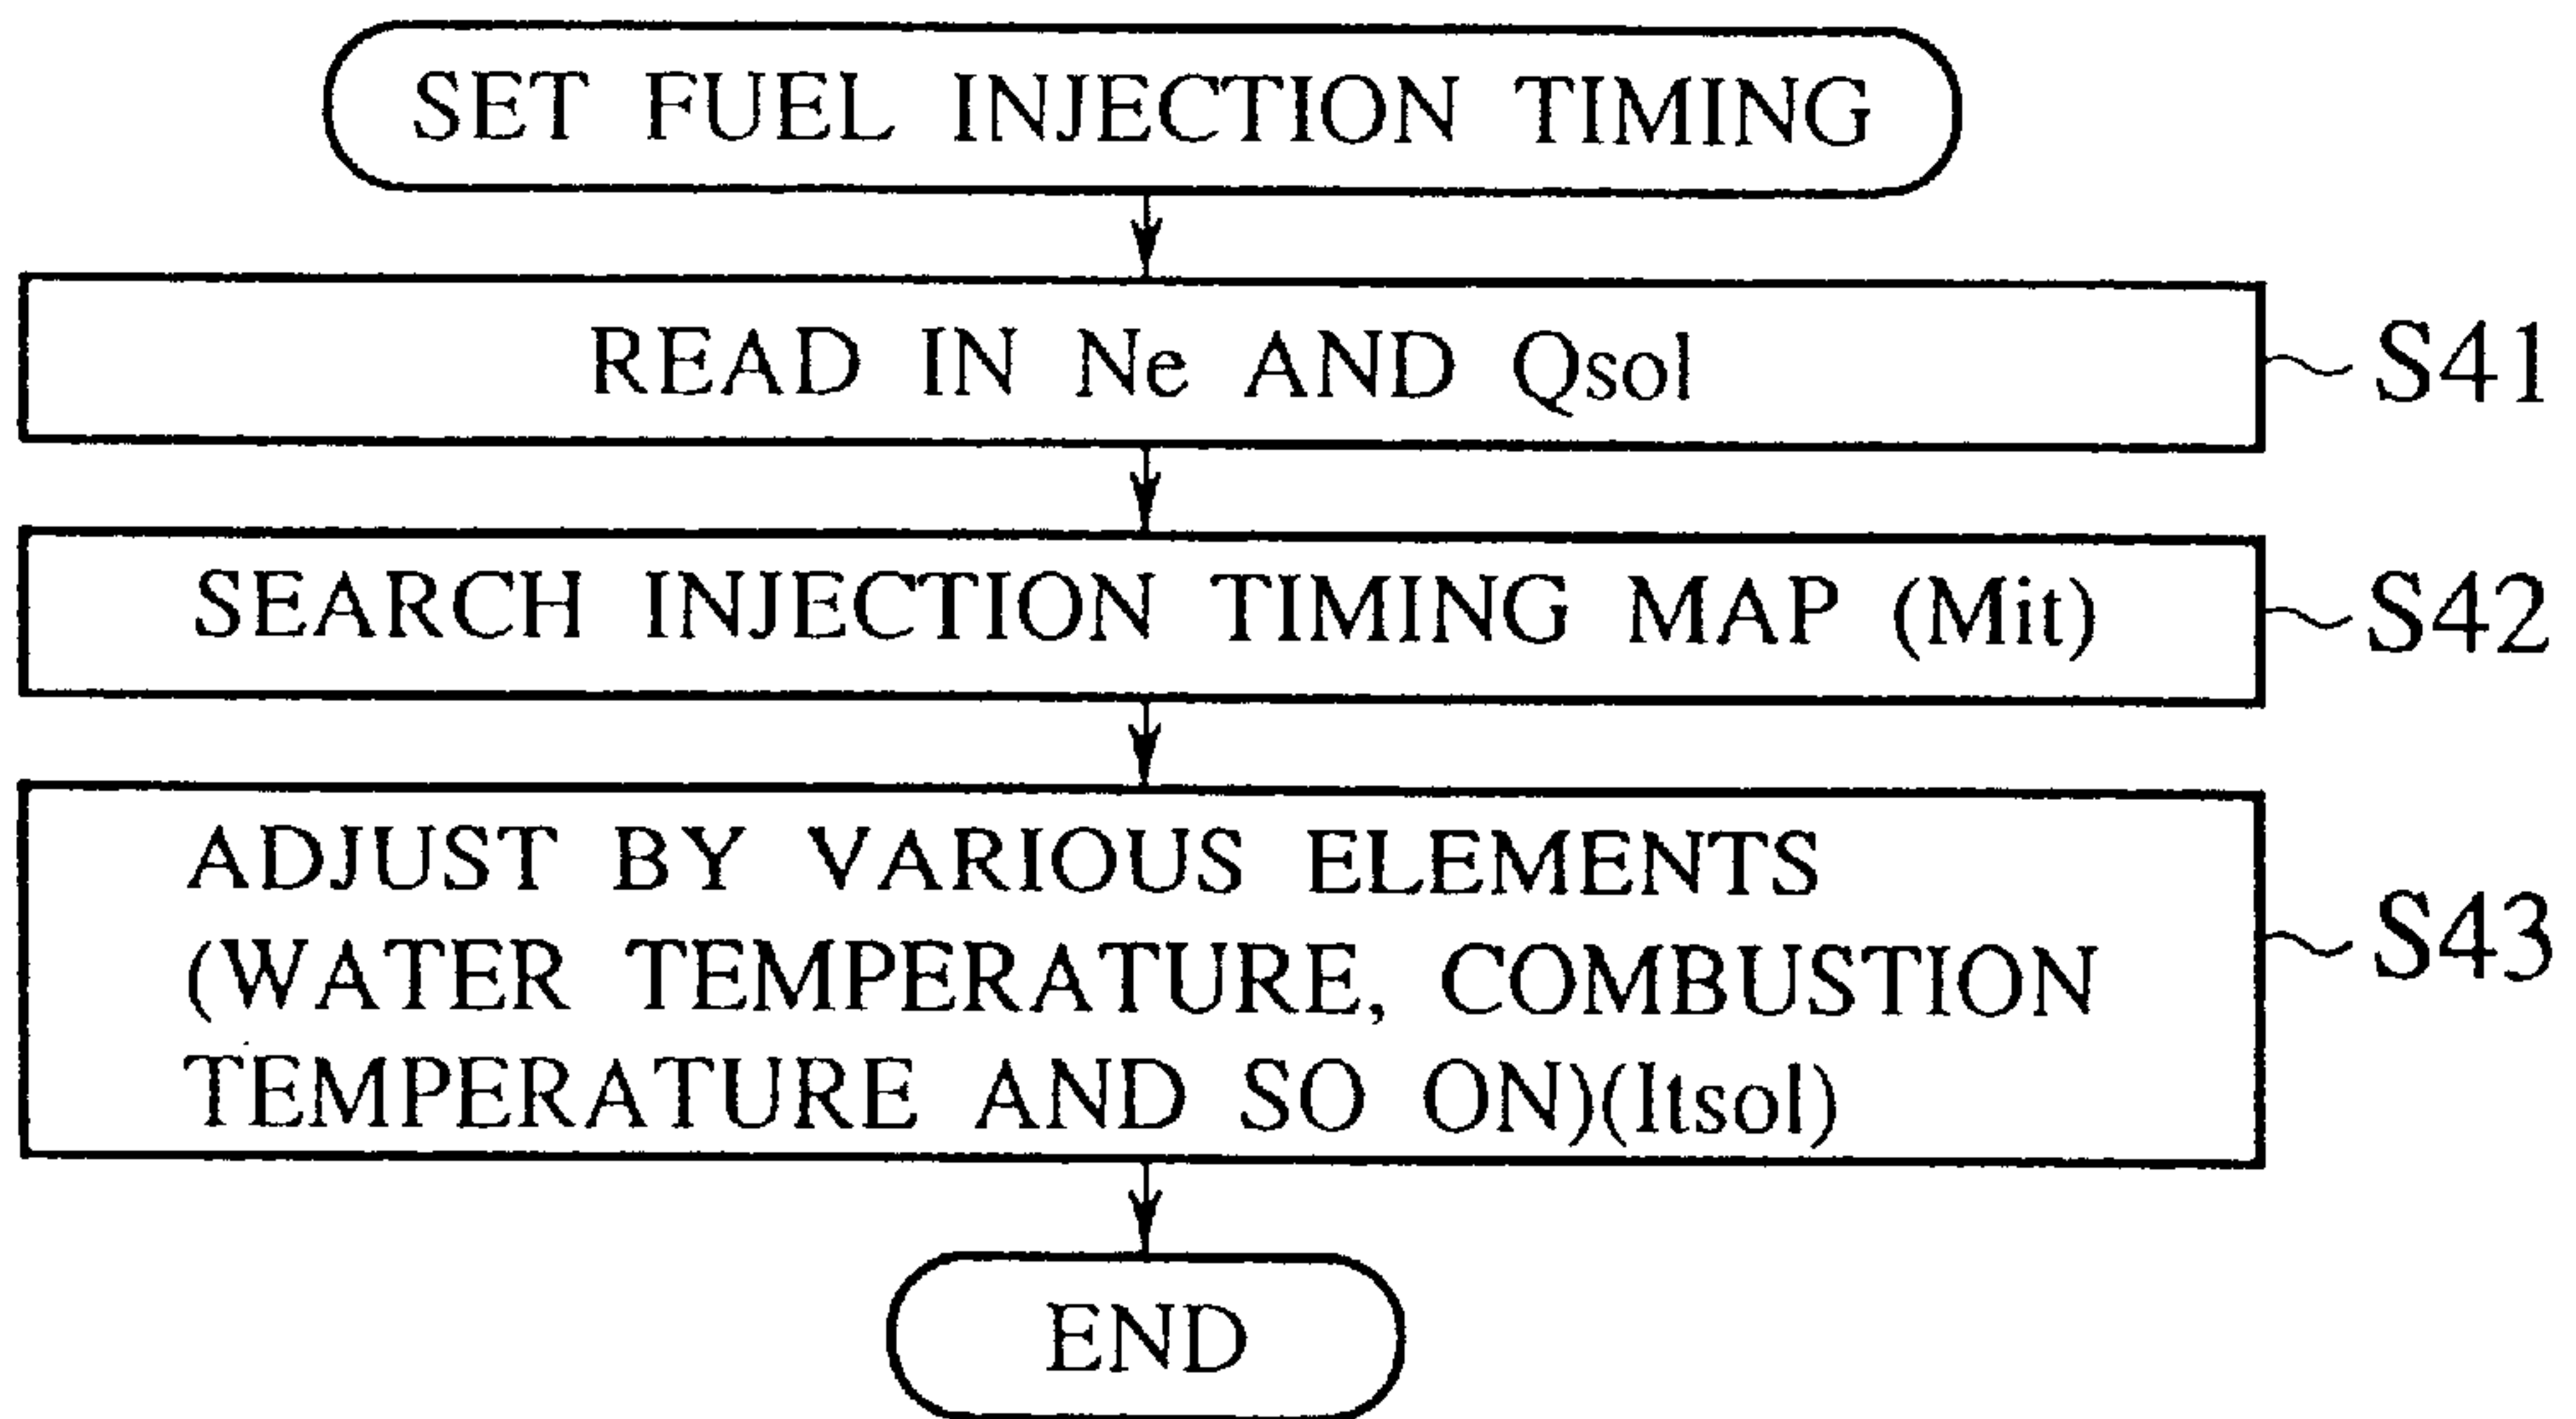 SET FUEL INJECTION TIMING
READ IN Ne AND Qsol
S41
SEARCH INJECTION TIMING MAP (Mit)
S42
ADJUST BY VARIOUS ELEMENTS
(WATER TEMPERATURE, COMBUSTION
TEMPERATURE AND SO ON)(Itsol)
S43
END